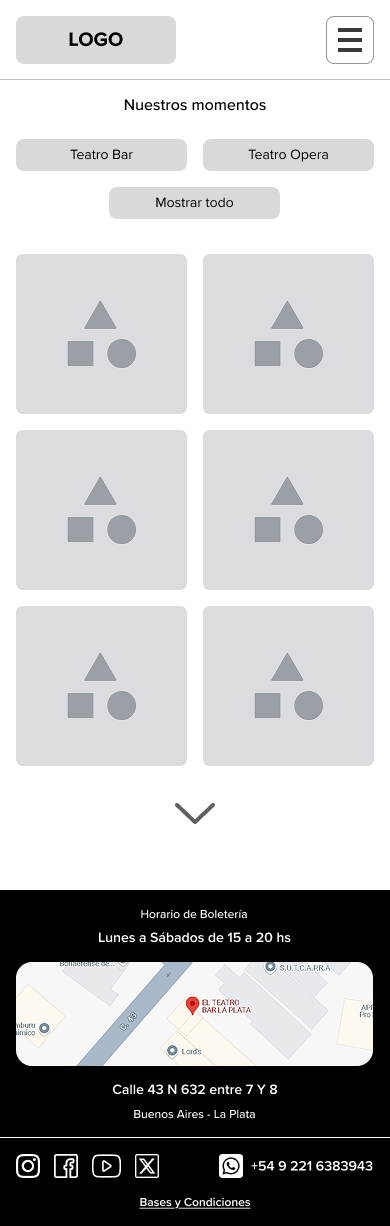 LOGO
Nuestros momentos
Teatro Bar
Teatro Opera
Mostrar todo
Horario de Boletería
Lunes a Sábados de 15 a 20 hs
S.U.T.C.A.P.R.A
EL TEATRO
BAR LA PLATA
C. 43
Lord's
Calle 43 N 632 entre 7 Y 8
Buenos Aires - La Plata
+54 9 221 6383943
Bases y Condiciones